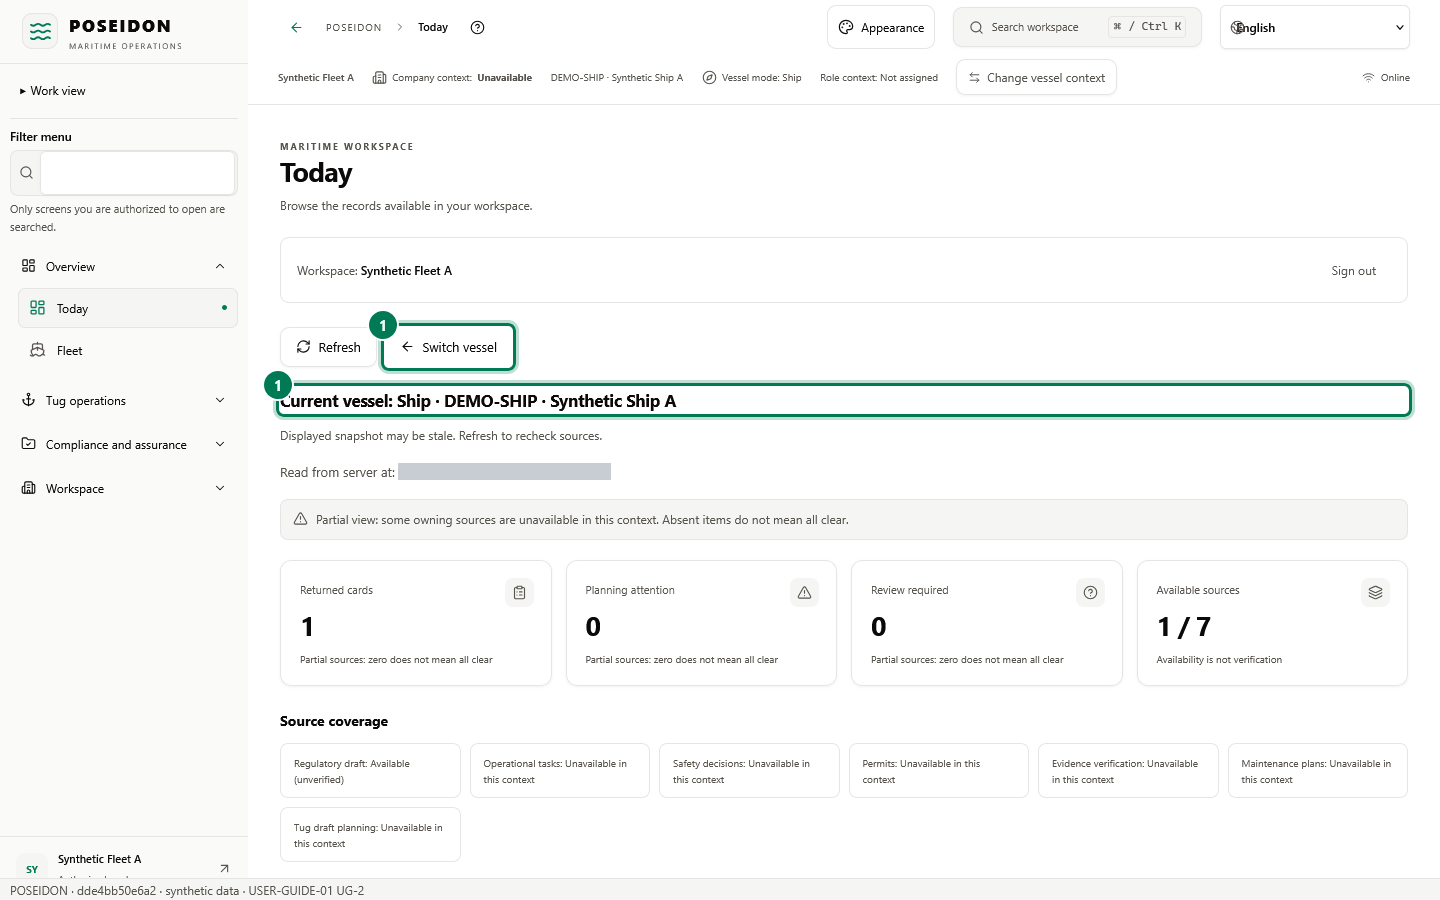 POSEIDON
MARITIME OPERATIONS
Work view
Filter menu
Only screens you are authorized to open are
searched.
Overview
Today
Fleet
Tug operations
Compliance and assurance
Workspace
SY
Synthetic Fleet A
POSEIDON
Today
Appearance
Search workspace
⌘ / Ctrl K
English
Synthetic Fleet A
Company context: Unavailable
DEMO-SHIP · Synthetic Ship A
Vessel mode: Ship
Role context: Not assigned
Change vessel context
Online
MARITIME WORKSPACE
Today
Browse the records available in your workspace.
Workspace: Synthetic Fleet A
Sign out
Refresh
1
Switch vessel
1
Current vessel: Ship · DEMO-SHIP · Synthetic Ship A
Displayed snapshot may be stale. Refresh to recheck sources.
Read from server at:
Partial view: some owning sources are unavailable in this context. Absent items do not mean all clear.
Returned cards
1
Partial sources: zero does not mean all clear
Planning attention
0
Partial sources: zero does not mean all clear
Review required
0
Partial sources: zero does not mean all clear
Available sources
1 / 7
Availability is not verification
Source coverage
Regulatory draft: Available
(unverified)
Operational tasks: Unavailable in
this context
Safety decisions: Unavailable in
this context
Permits: Unavailable in this
context
Evidence verification: Unavailable
in this context
Maintenance plans: Unavailable in
this context
Tug draft planning: Unavailable in
this context
POSEIDON · dde4bb50e6a2 · synthetic data · USER-GUIDE-01 UG-2